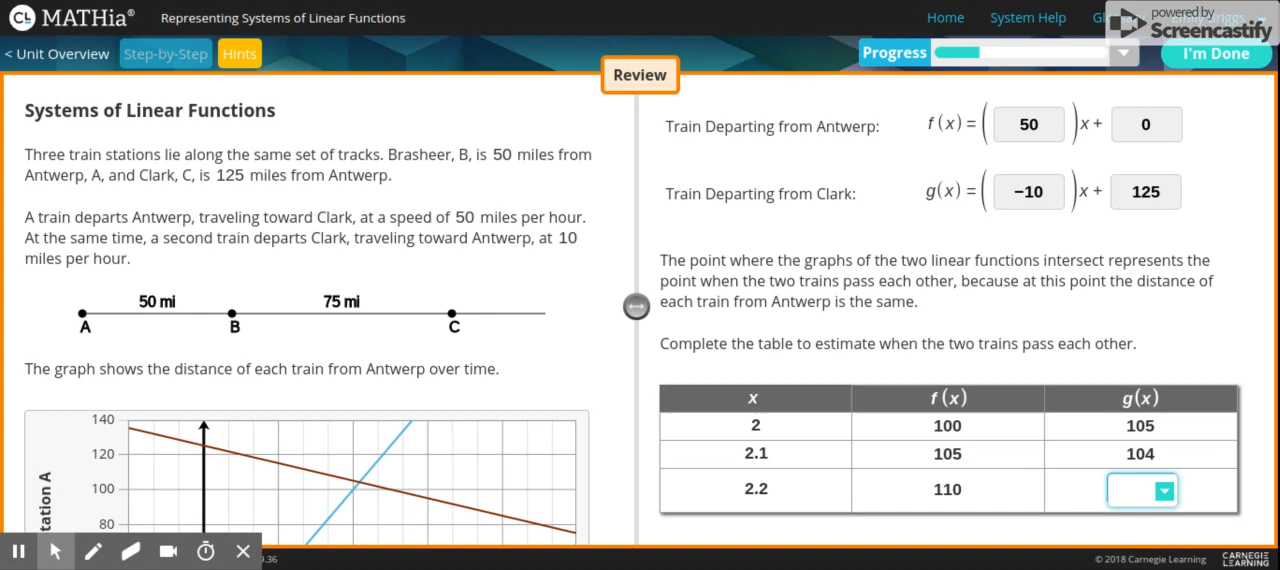 CL MATHia® Representing Systems of Linear Functions Home System Help
powered by
Screencastify
< Unit Overview Step-by-Step Hints Progress I'm Done
Review
Systems of Linear Functions
Three train stations lie along the same set of tracks. Brasheer, B, is 50 miles from
Antwerp, A, and Clark, C, is 125 miles from Antwerp.
A train departs Antwerp, traveling toward Clark, at a speed of 50 miles per hour.
At the same time, a second train departs Clark, traveling toward Antwerp, at 10
miles per hour.
50 mi 75 mi
A B C
The graph shows the distance of each train from Antwerp over time.
140
120
100
80
tation A
Train Departing from Antwerp: f(x) = (50)x + 0
Train Departing from Clark: g(x) = (−10)x + 125
The point where the graphs of the two linear functions intersect represents the
point when the two trains pass each other, because at this point the distance of
each train from Antwerp is the same.
Complete the table to estimate when the two trains pass each other.
x f(x) g(x)
2 100 105
2.1 105 104
2.2 110
.36 © 2018 Carnegie Learning CARNEGIE
LEARNING